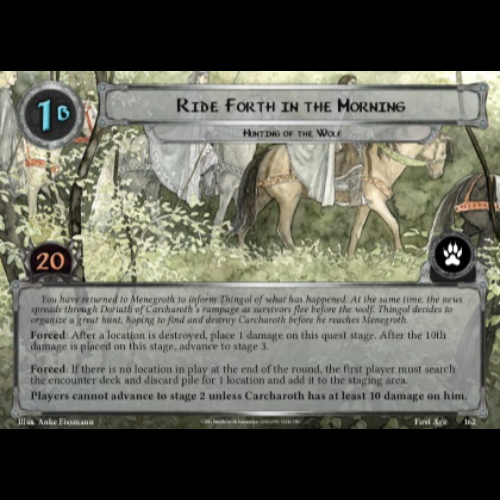 1B
RIDE FORTH IN THE MORNING
HUNTING OF THE WOLF
20
You have returned to Menegroth to inform Thingol of what has happened. At the same time, the news
spreads through Doriath of Carcharoth's rampage as survivors flee before the wolf. Thingol decides to
organize a great hunt, hoping to find and destroy Carcharoth before he reaches Menegroth.
Forced: After a location is destroyed, place 1 damage on this quest stage. After the 10th
damage is placed on this stage, advance to stage 3.
Forced: If there is no location in play at the end of the round, the first player must search
the encounter deck and discard pile for 1 location and add it to the staging area.
Players cannot advance to stage 2 unless Carcharoth has at least 10 damage on him.
Illus. Anke Eissmann
First Age
162